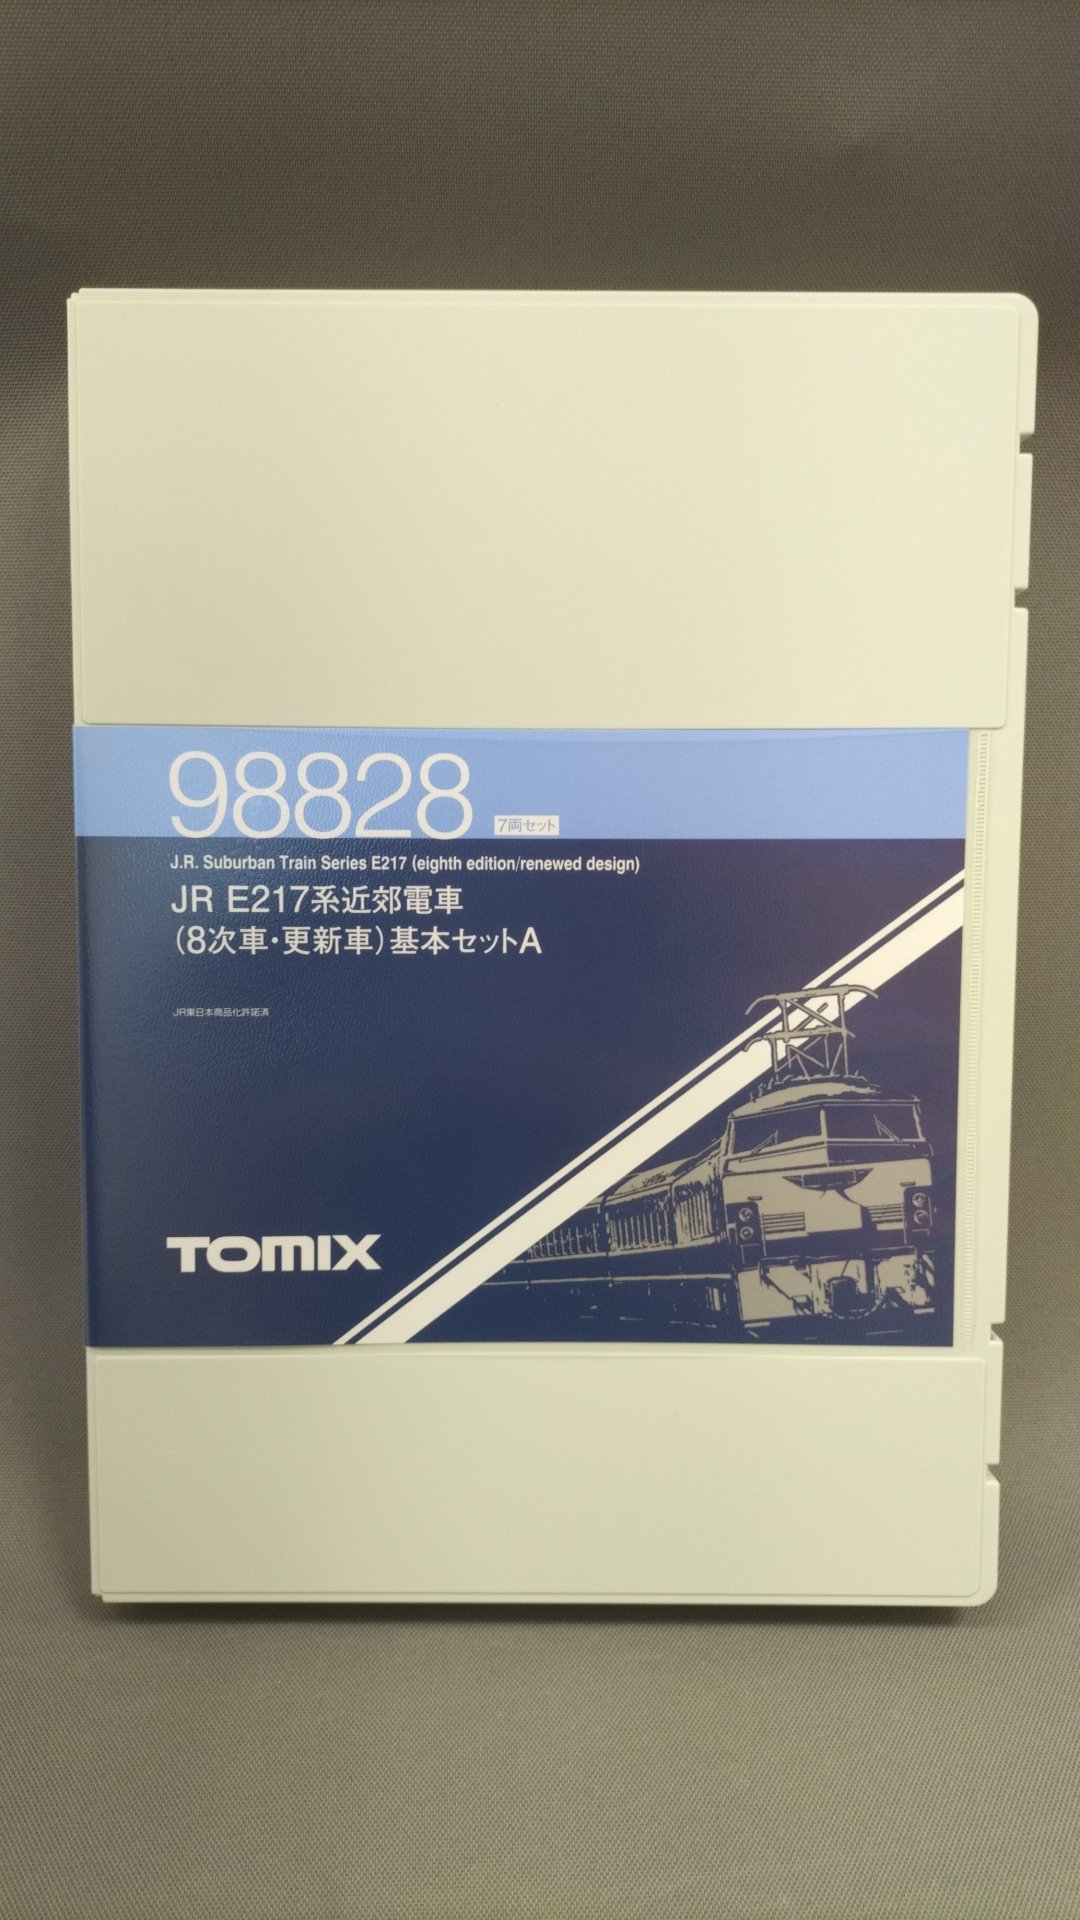 98828 7両セット
J.R. Suburban Train Series E217 (eighth edition/renewed design)
JR E217系近郊電車
(8次車・更新車)基本セットA
JR東日本商品化許諾済
TOMIX